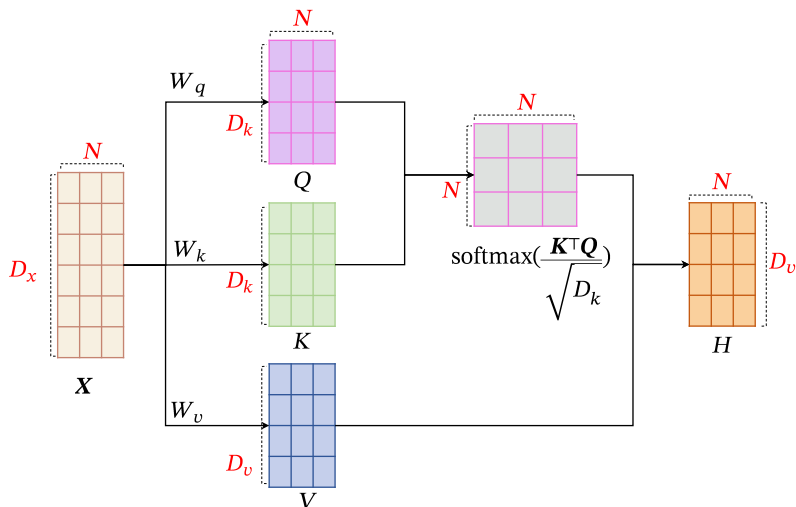 N
W_q
D_k
Q
N
N
softmax(K⊤Q/√D_k)
N
D_x
X
W_k
D_k
K
N
D_v
H
W_v
D_v
V